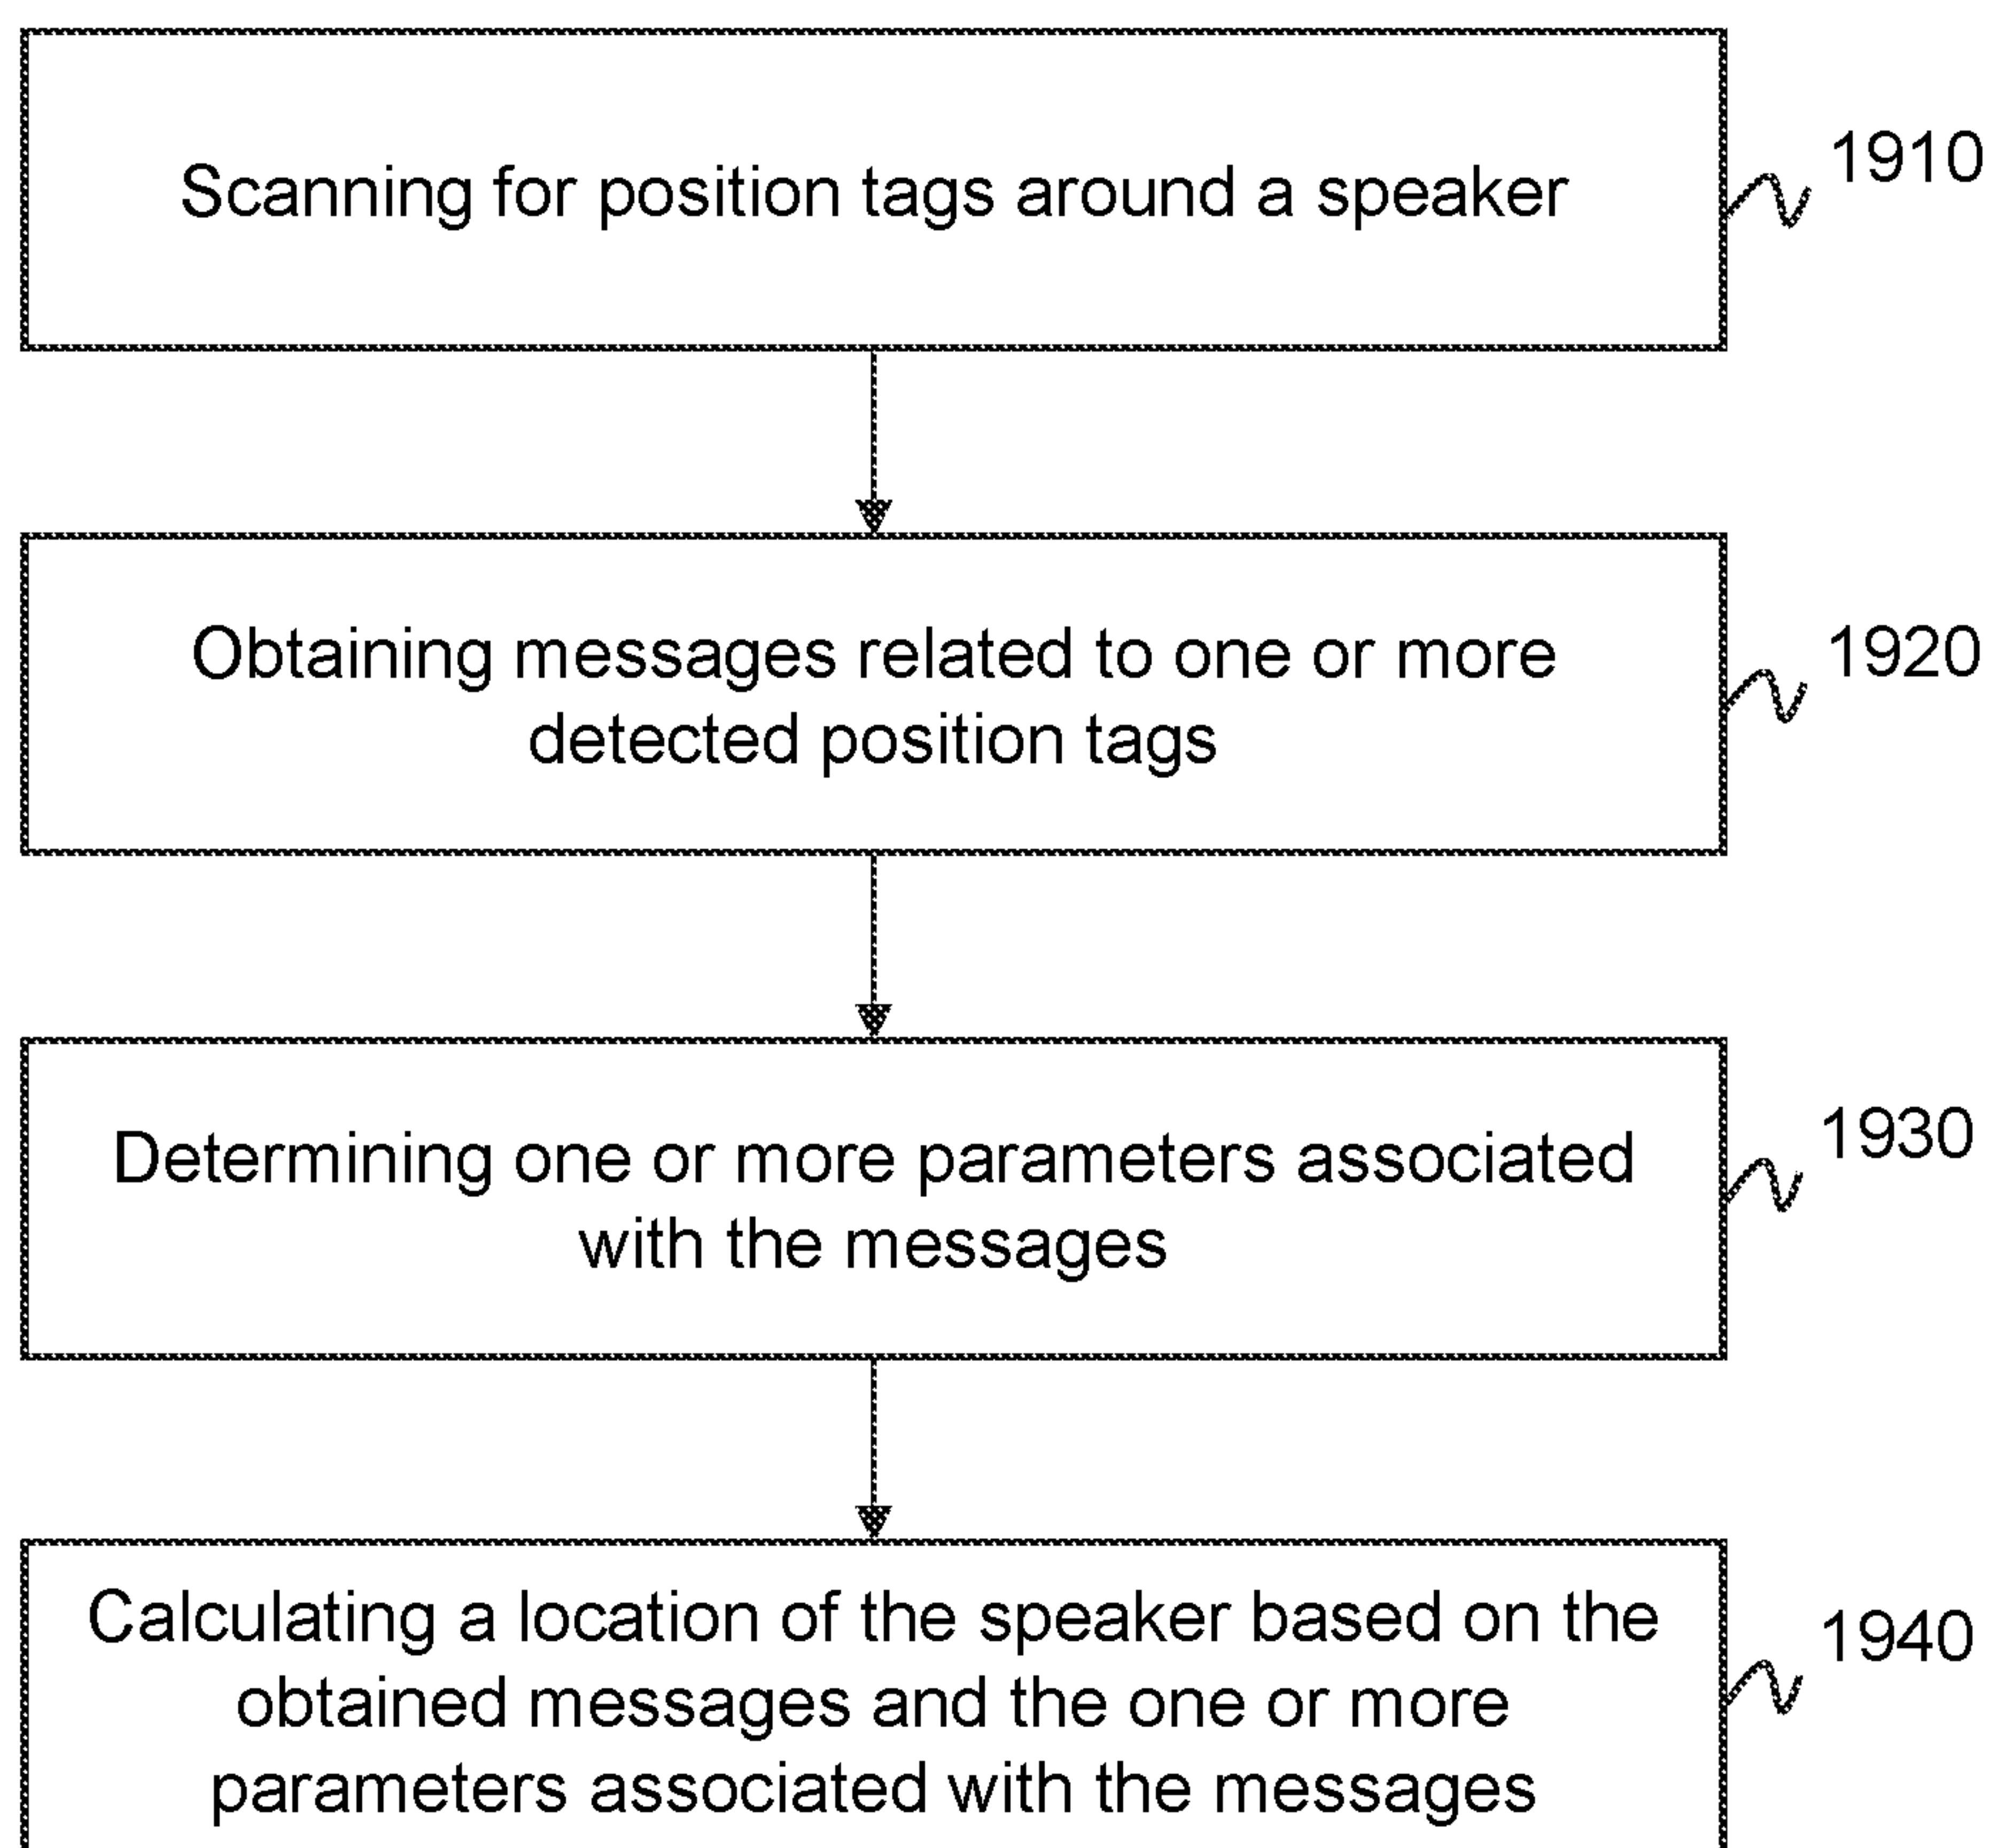 Scanning for position tags around a speaker
1910
Obtaining messages related to one or more
detected position tags
1920
Determining one or more parameters associated
with the messages
1930
Calculating a location of the speaker based on the
obtained messages and the one or more
parameters associated with the messages
1940